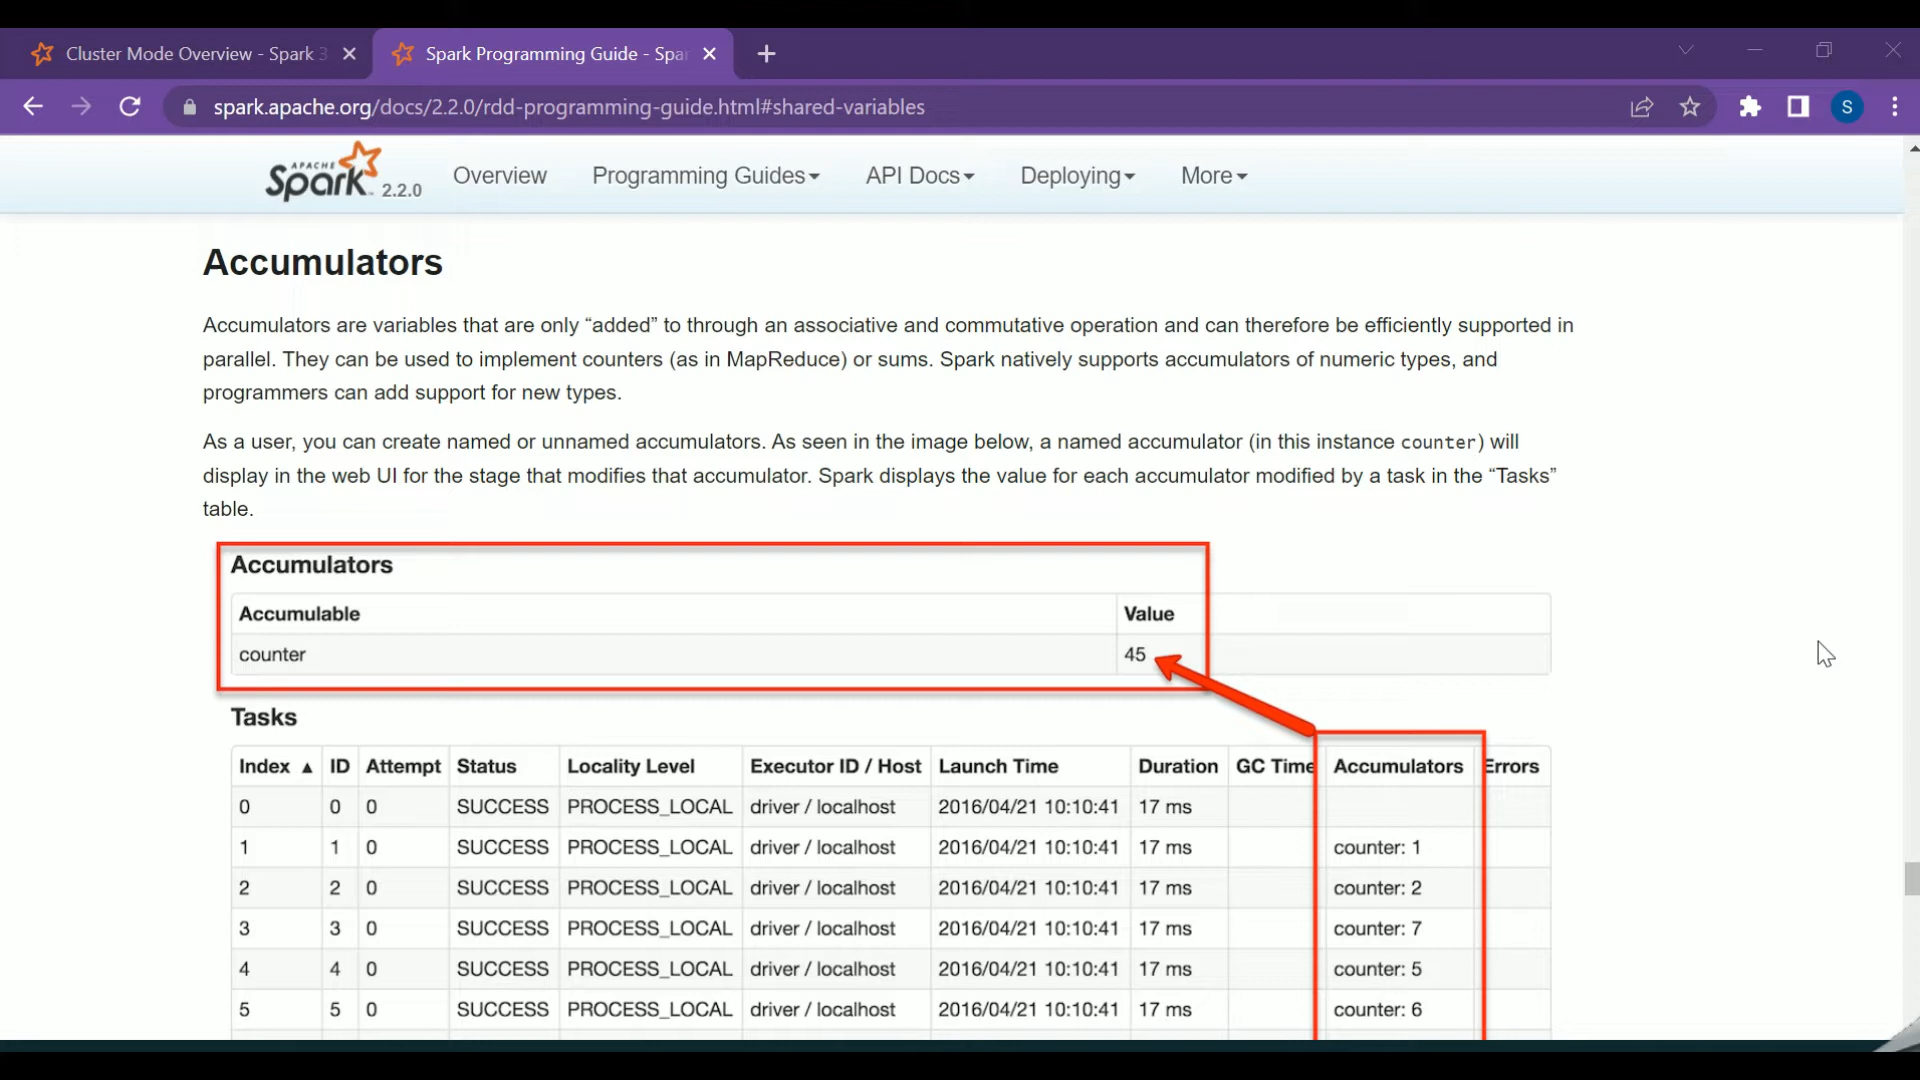 Cluster Mode Overview - Spark 3
Spark Programming Guide - Spa
spark.apache.org/docs/2.2.0/rdd-programming-guide.html#shared-variables
S
APACHE Spark 2.2.0 Overview Programming Guides API Docs Deploying More
Accumulators
Accumulators are variables that are only “added” to through an associative and commutative operation and can therefore be efficiently supported in
parallel. They can be used to implement counters (as in MapReduce) or sums. Spark natively supports accumulators of numeric types, and
programmers can add support for new types.
As a user, you can create named or unnamed accumulators. As seen in the image below, a named accumulator (in this instance counter) will
display in the web UI for the stage that modifies that accumulator. Spark displays the value for each accumulator modified by a task in the “Tasks”
table.
Accumulators
Accumulable Value
counter 45
Tasks
Index ▲ ID Attempt Status Locality Level Executor ID / Host Launch Time Duration GC Time Accumulators Errors
0 0 0 SUCCESS PROCESS_LOCAL driver / localhost 2016/04/21 10:10:41 17 ms
1 1 0 SUCCESS PROCESS_LOCAL driver / localhost 2016/04/21 10:10:41 17 ms counter: 1
2 2 0 SUCCESS PROCESS_LOCAL driver / localhost 2016/04/21 10:10:41 17 ms counter: 2
3 3 0 SUCCESS PROCESS_LOCAL driver / localhost 2016/04/21 10:10:41 17 ms counter: 7
4 4 0 SUCCESS PROCESS_LOCAL driver / localhost 2016/04/21 10:10:41 17 ms counter: 5
5 5 0 SUCCESS PROCESS_LOCAL driver / localhost 2016/04/21 10:10:41 17 ms counter: 6